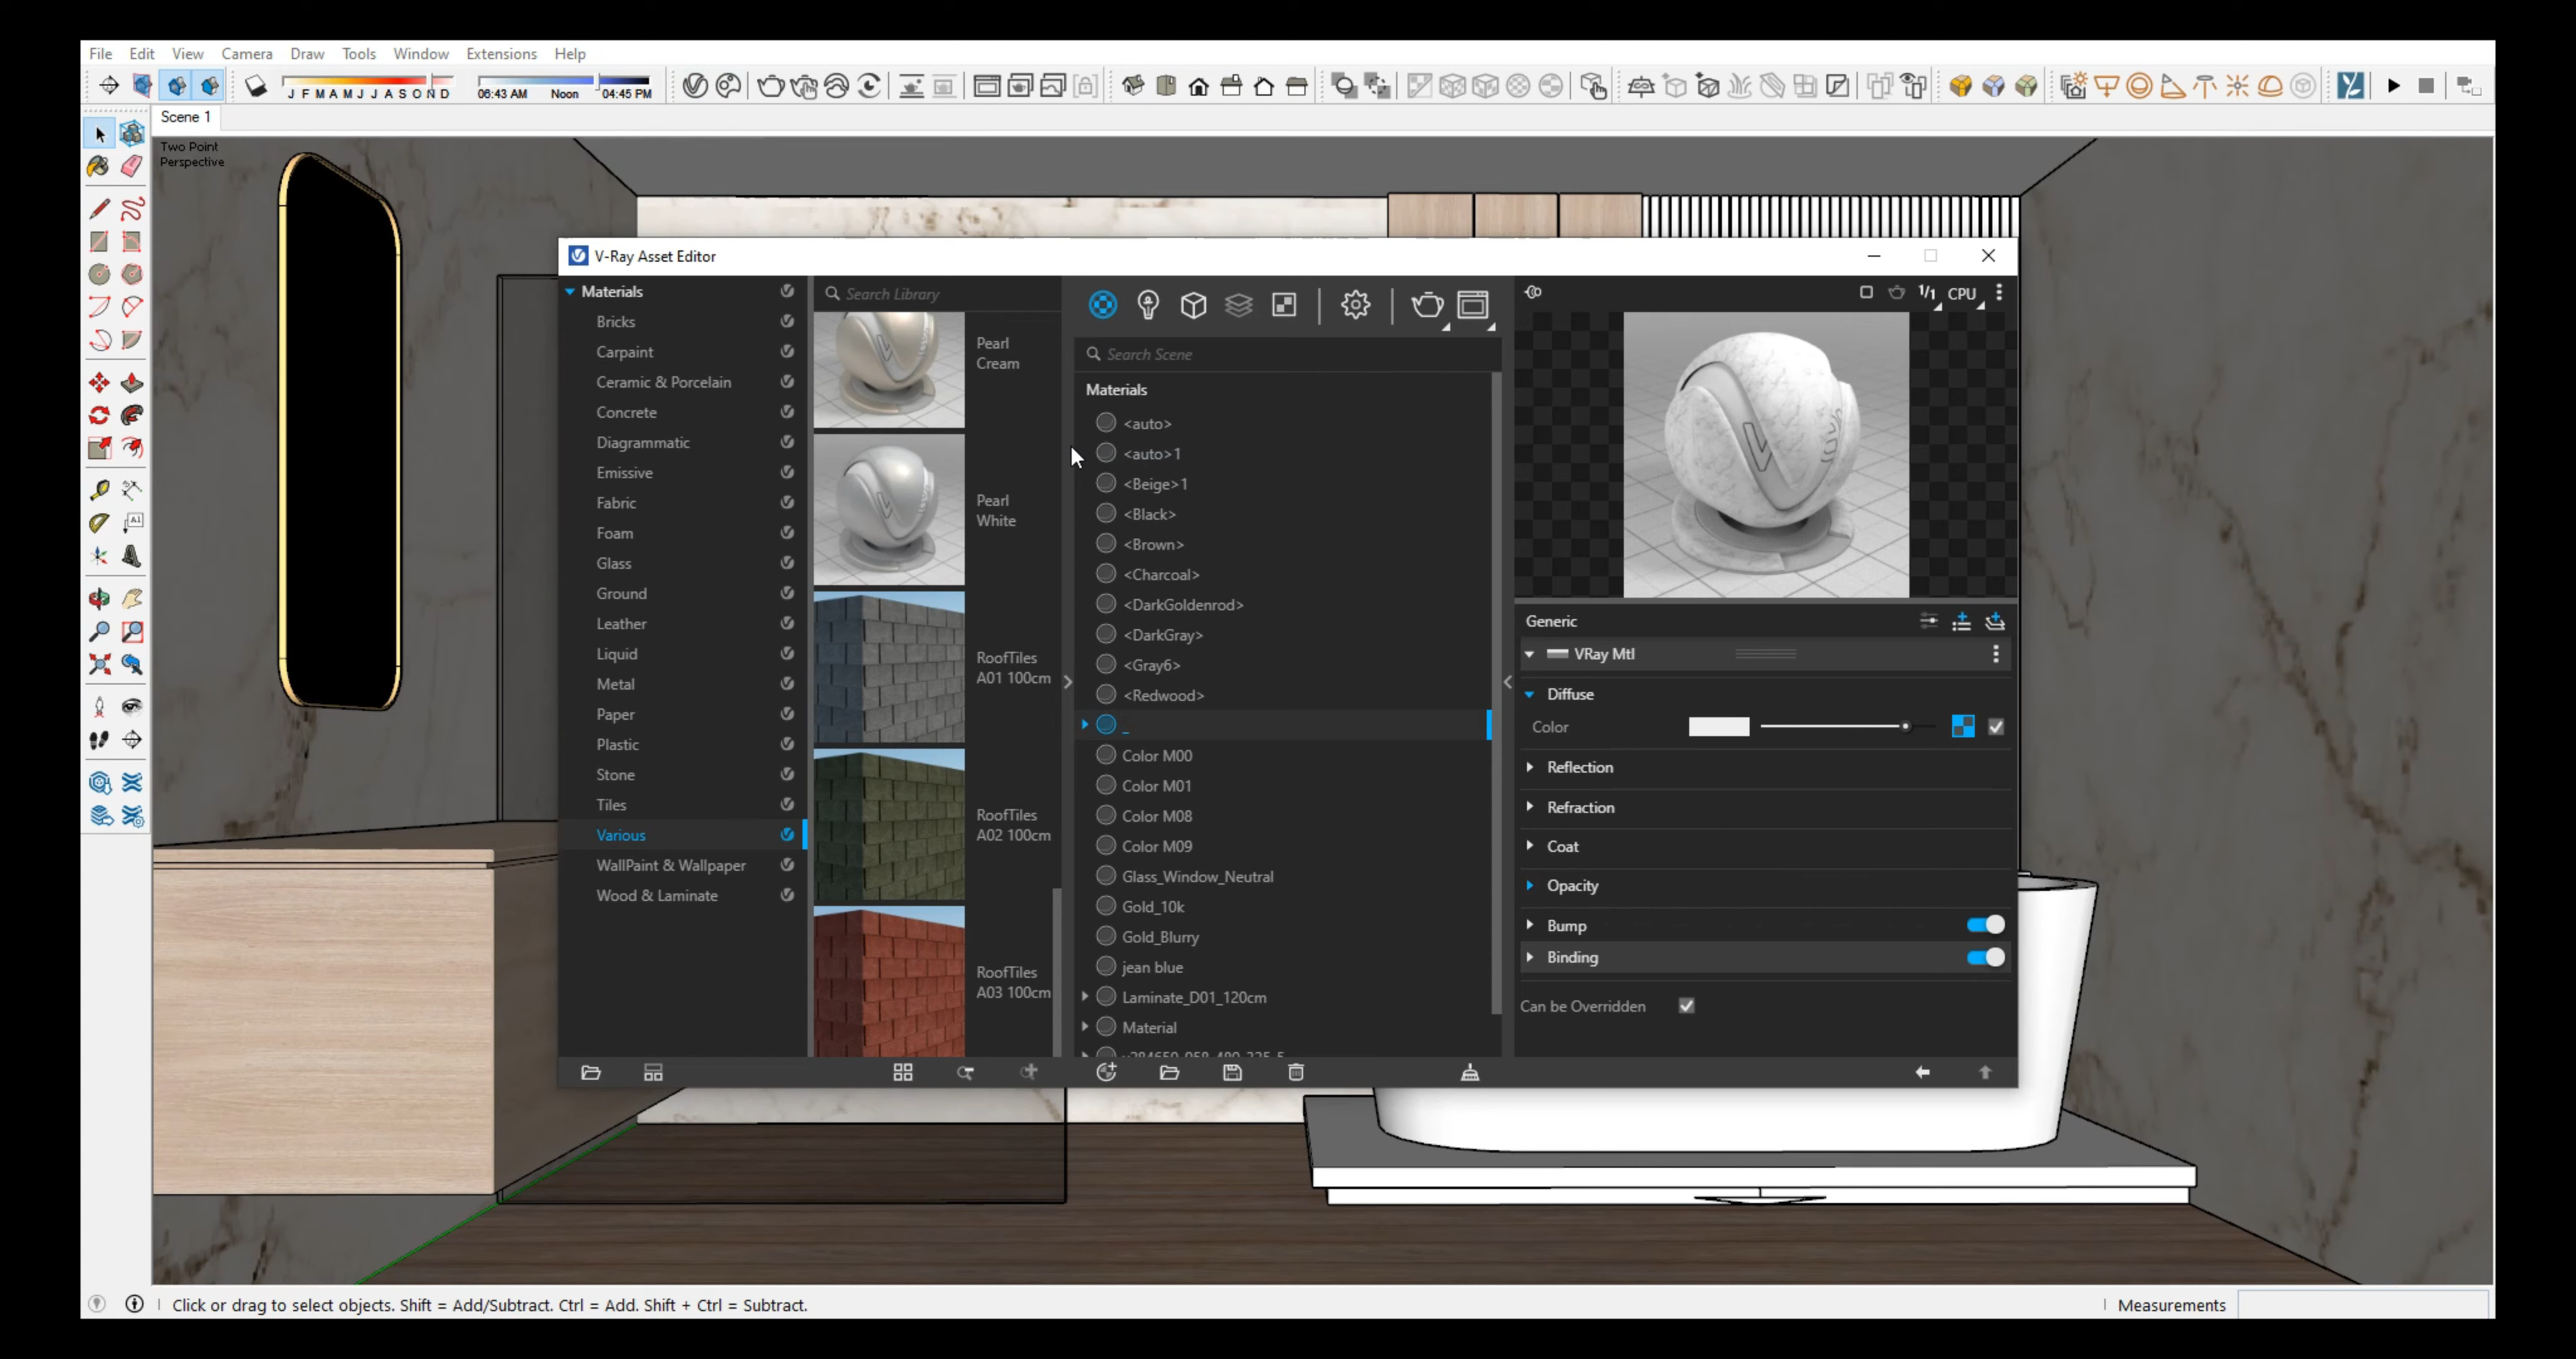 File Edit View Camera Draw Tools Window Extensions Help
J F M A M J J A S O N D
06:43 AM Noon 04:45 PM
Scene 1
Two Point
Perspective
V-Ray Asset Editor
Materials
Bricks
Carpaint
Ceramic & Porcelain
Concrete
Diagrammatic
Emissive
Fabric
Foam
Glass
Ground
Leather
Liquid
Metal
Paper
Plastic
Stone
Tiles
Various
WallPaint & Wallpaper
Wood & Laminate
Search Library
Pearl
Cream
Pearl
White
RoofTiles
A01 100cm
RoofTiles
A02 100cm
RoofTiles
A03 100cm
Search Scene
Materials
<auto>
<auto>1
<Beige>1
<Black>
<Brown>
<Charcoal>
<DarkGoldenrod>
<DarkGray>
<Gray6>
<Redwood>
_
Color M00
Color M01
Color M08
Color M09
Glass_Window_Neutral
Gold_10k
Gold_Blurry
jean blue
Laminate_D01_120cm
Material
1/1 CPU
Generic
VRay Mtl
Diffuse
Color
Reflection
Refraction
Coat
Opacity
Bump
Binding
Can be Overridden
Click or drag to select objects. Shift = Add/Subtract. Ctrl = Add. Shift + Ctrl = Subtract.
Measurements